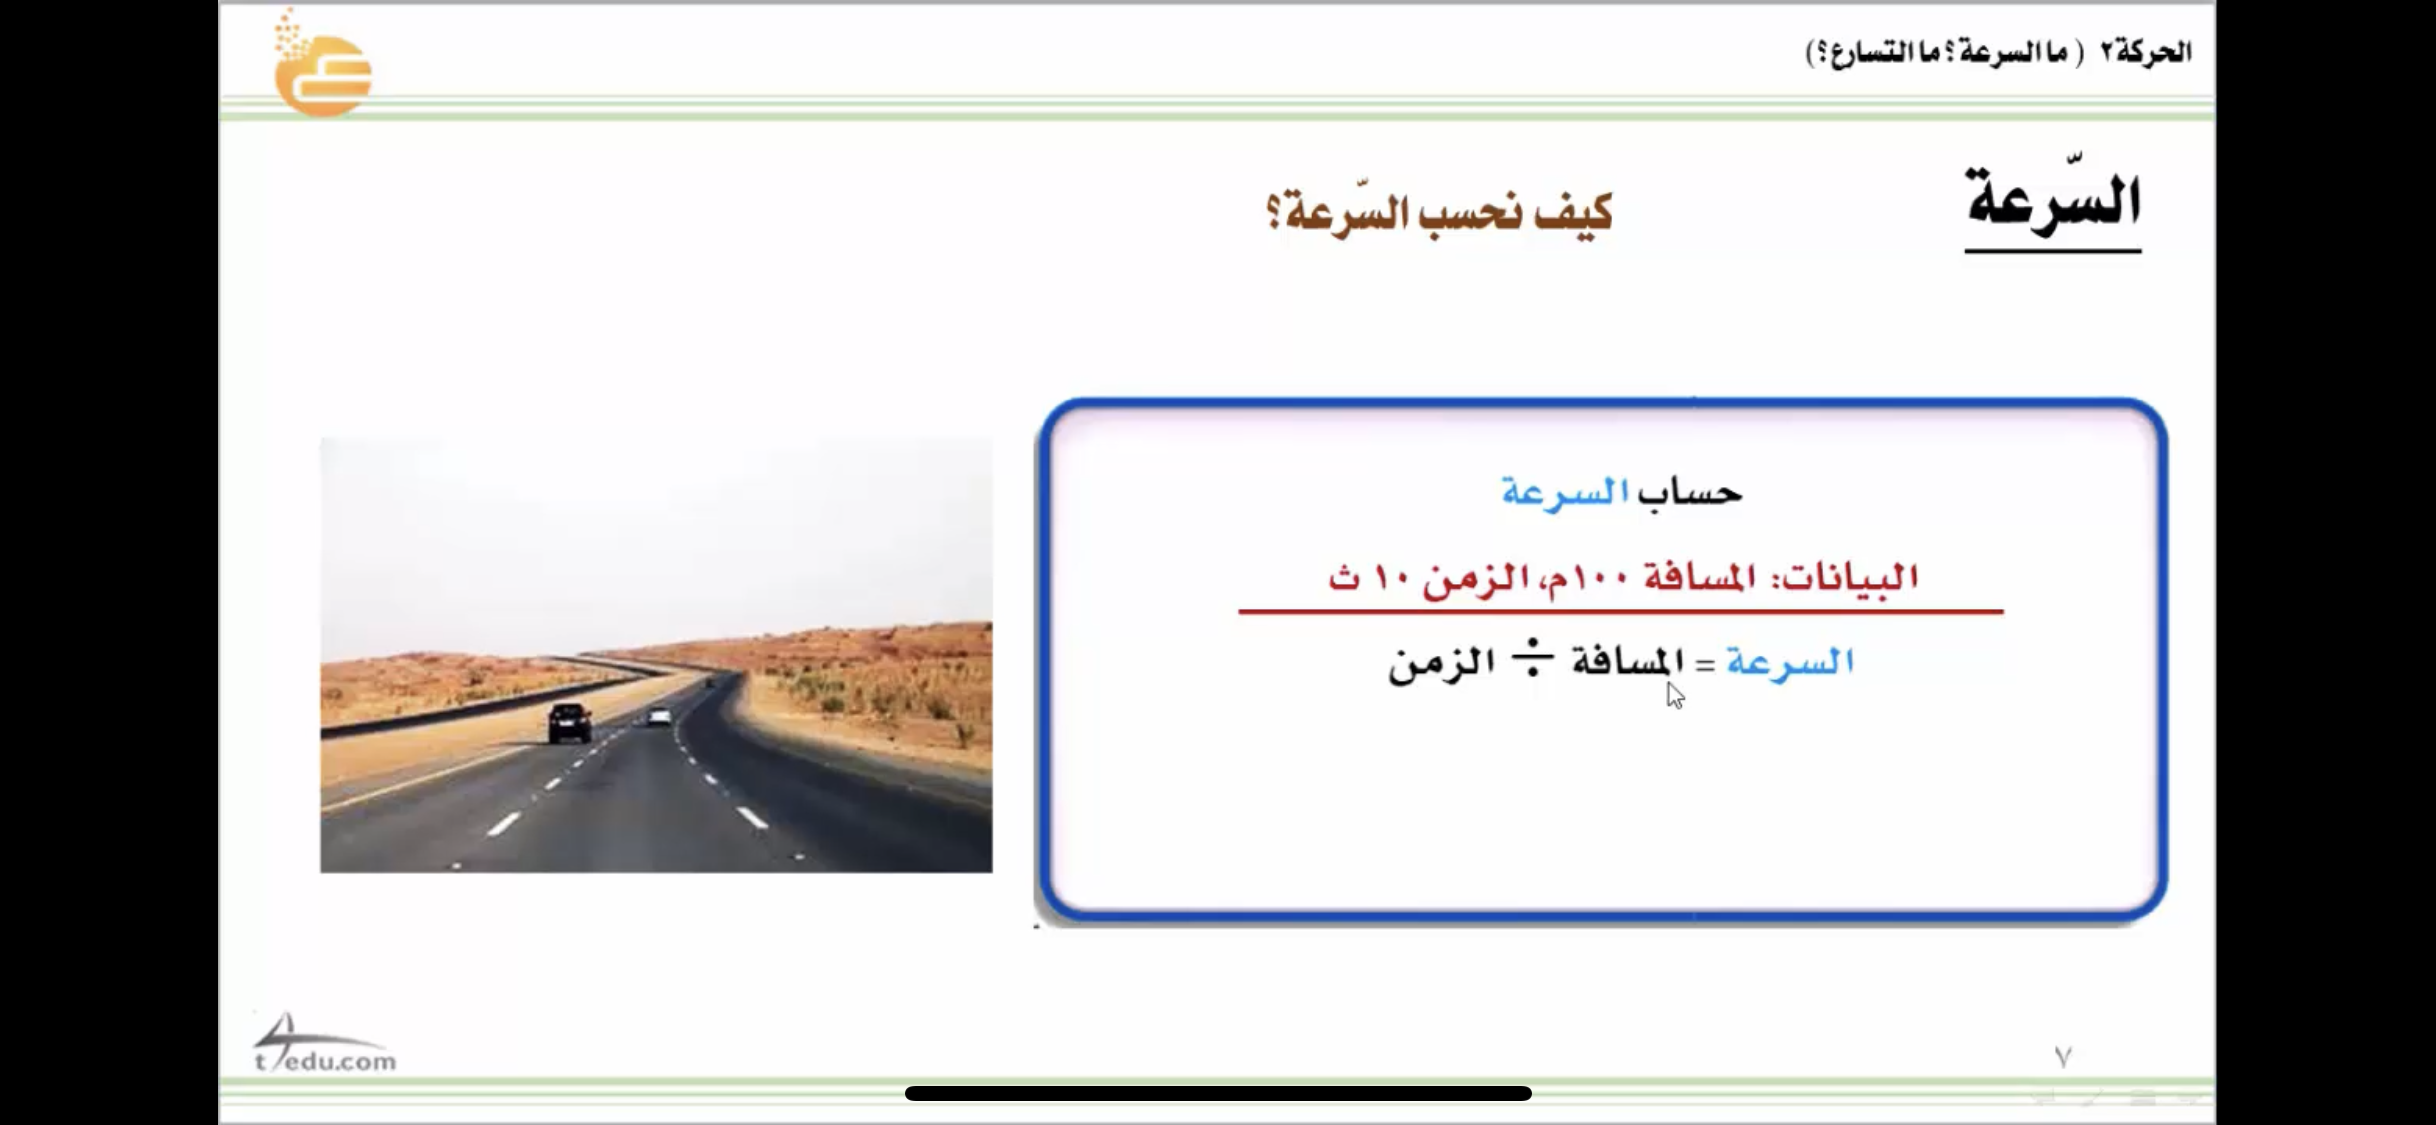 الحركة٢ ( ما السرعة؟ ما التسارع؟)
السّرعة
كيف نحسب السّرعة؟
حساب السرعة
البيانات: المسافة ١٠٠م، الزمن ١٠ ث
السرعة = المسافة ÷ الزمن
t4edu.com
٧